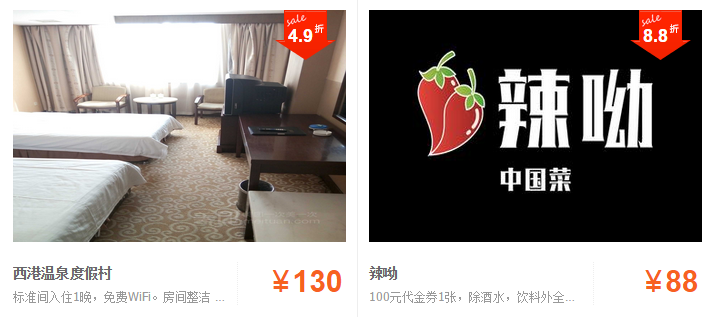 sale
4.9折
西港温泉度假村
¥130
标准间入住1晚，免费WiFi。房间整洁 ...
sale
8.8折
辣呦
中国菜
辣呦
¥88
100元代金券1张，除酒水，饮料外全...